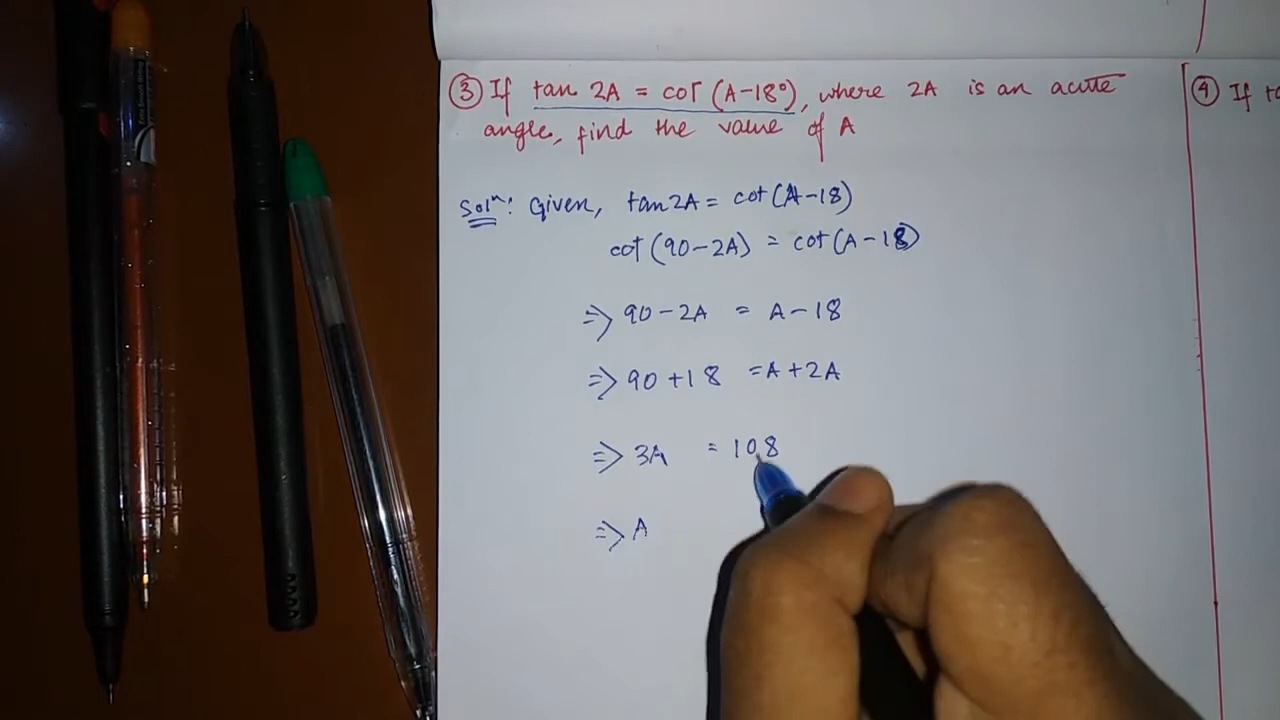 ③ If tan 2A = cot (A-18°), where 2A is an acute
angle, find the value of A
Solⁿ: Given, tan2A = cot(A-18)
cot(90-2A) = cot(A-18)
⇒ 90-2A = A-18
⇒ 90+18 = A+2A
⇒ 3A = 108
⇒ A
④ If